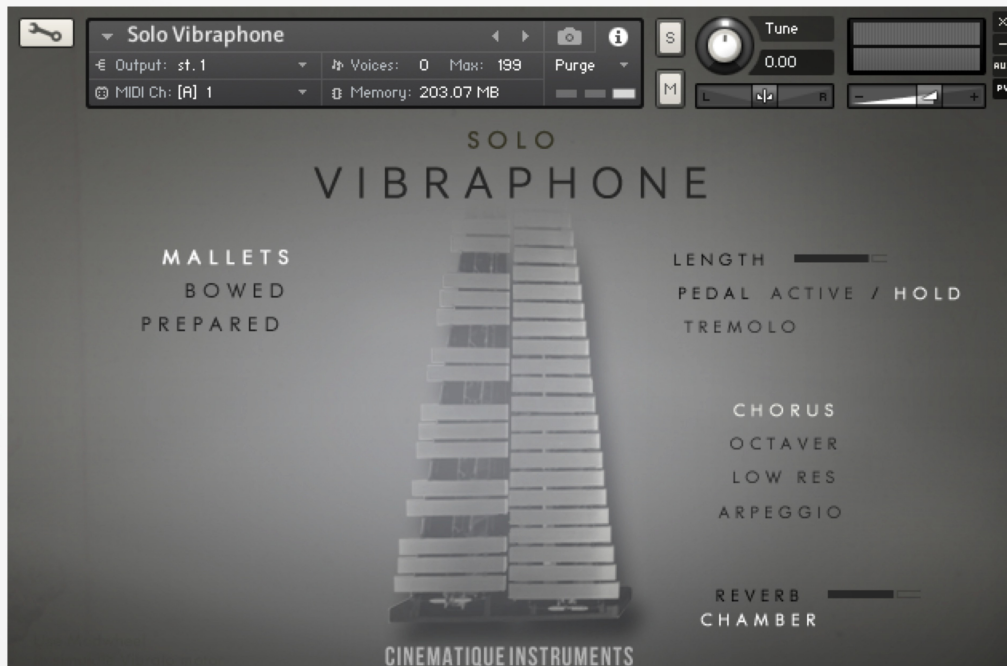 Solo Vibraphone
Output: st. 1
Voices: 0 Max: 199
Purge
MIDI Ch: [A] 1
Memory: 203.07 MB
S
M
Tune
0.00
L
R
AU
PV
SOLO
VIBRAPHONE
MALLETS
BOWED
PREPARED
LENGTH
PEDAL ACTIVE / HOLD
TREMOLO
CHORUS
OCTAVER
LOW RES
ARPEGGIO
REVERB
CHAMBER
CINEMATIQUE INSTRUMENTS